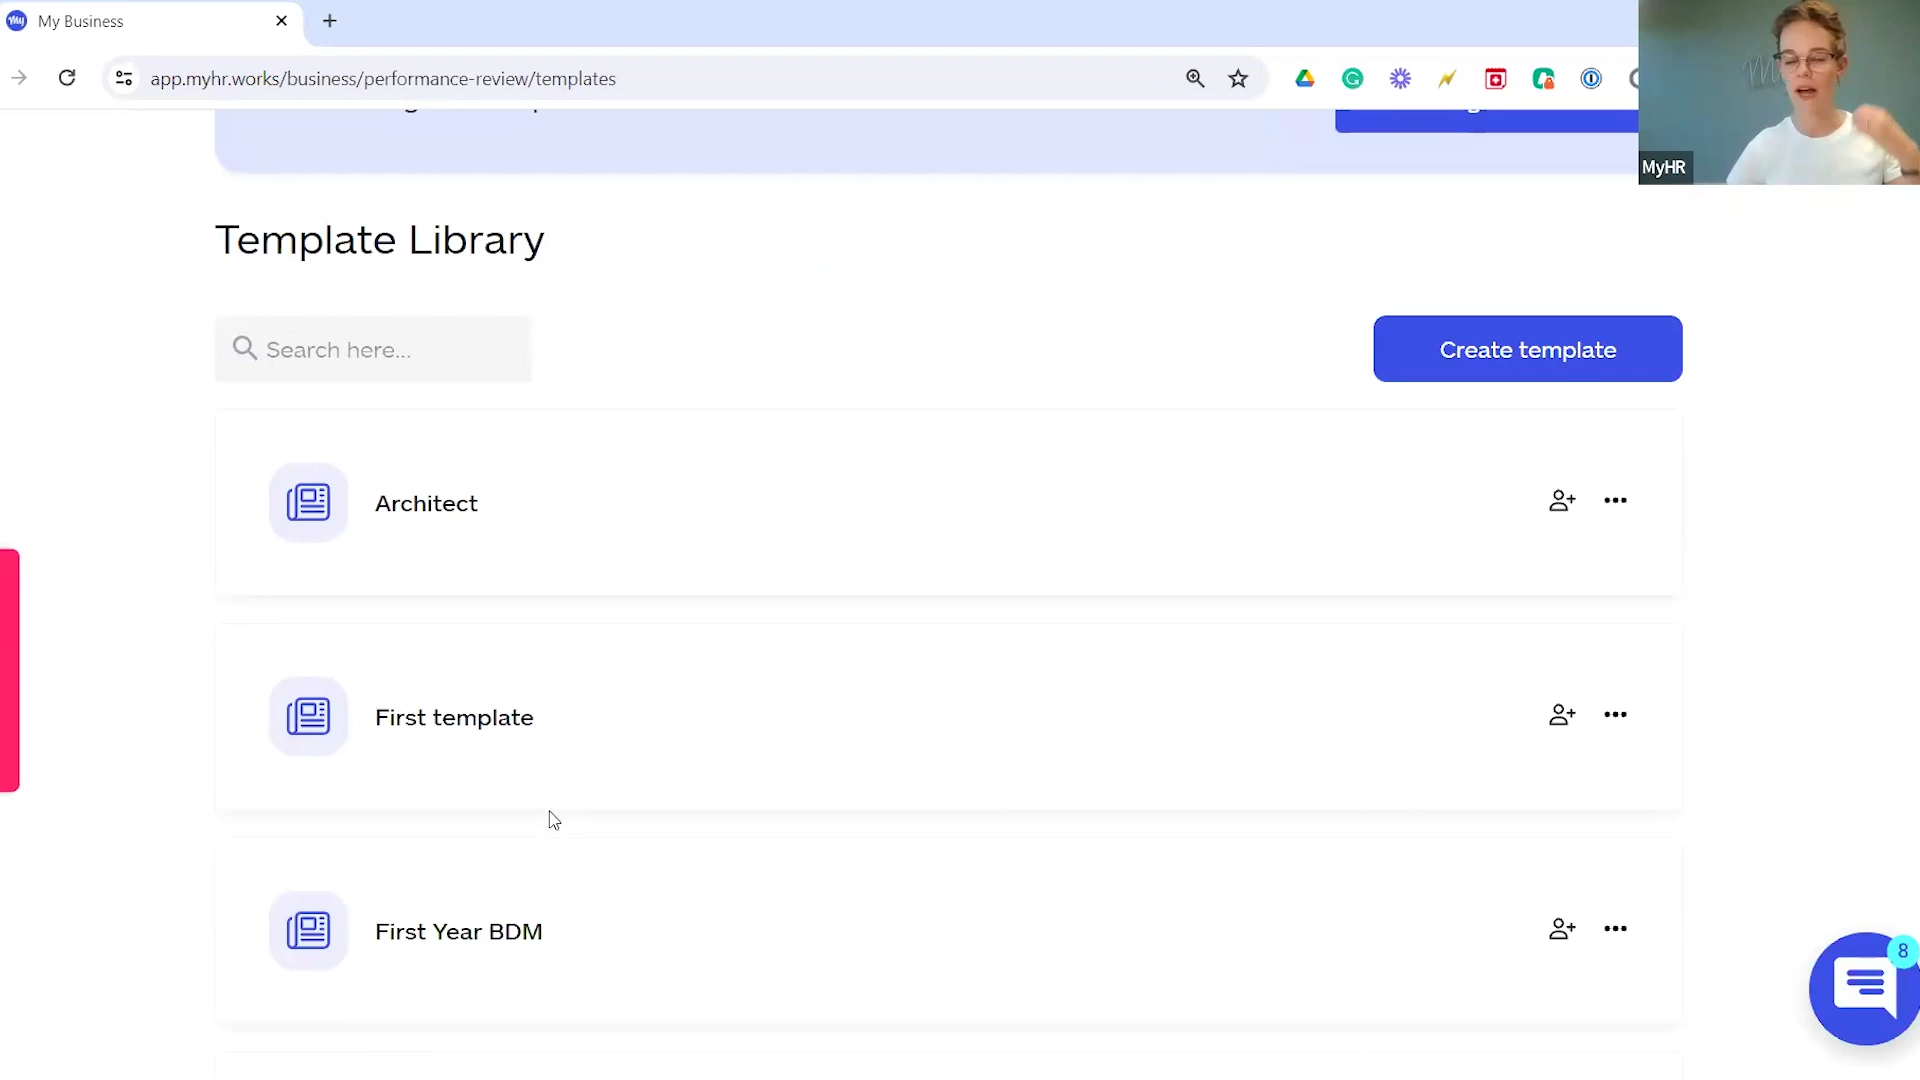 My Business
app.myhr.works/business/performance-review/templates
MyHR
Template Library
Search here...
Create template
Architect
First template
First Year BDM
8